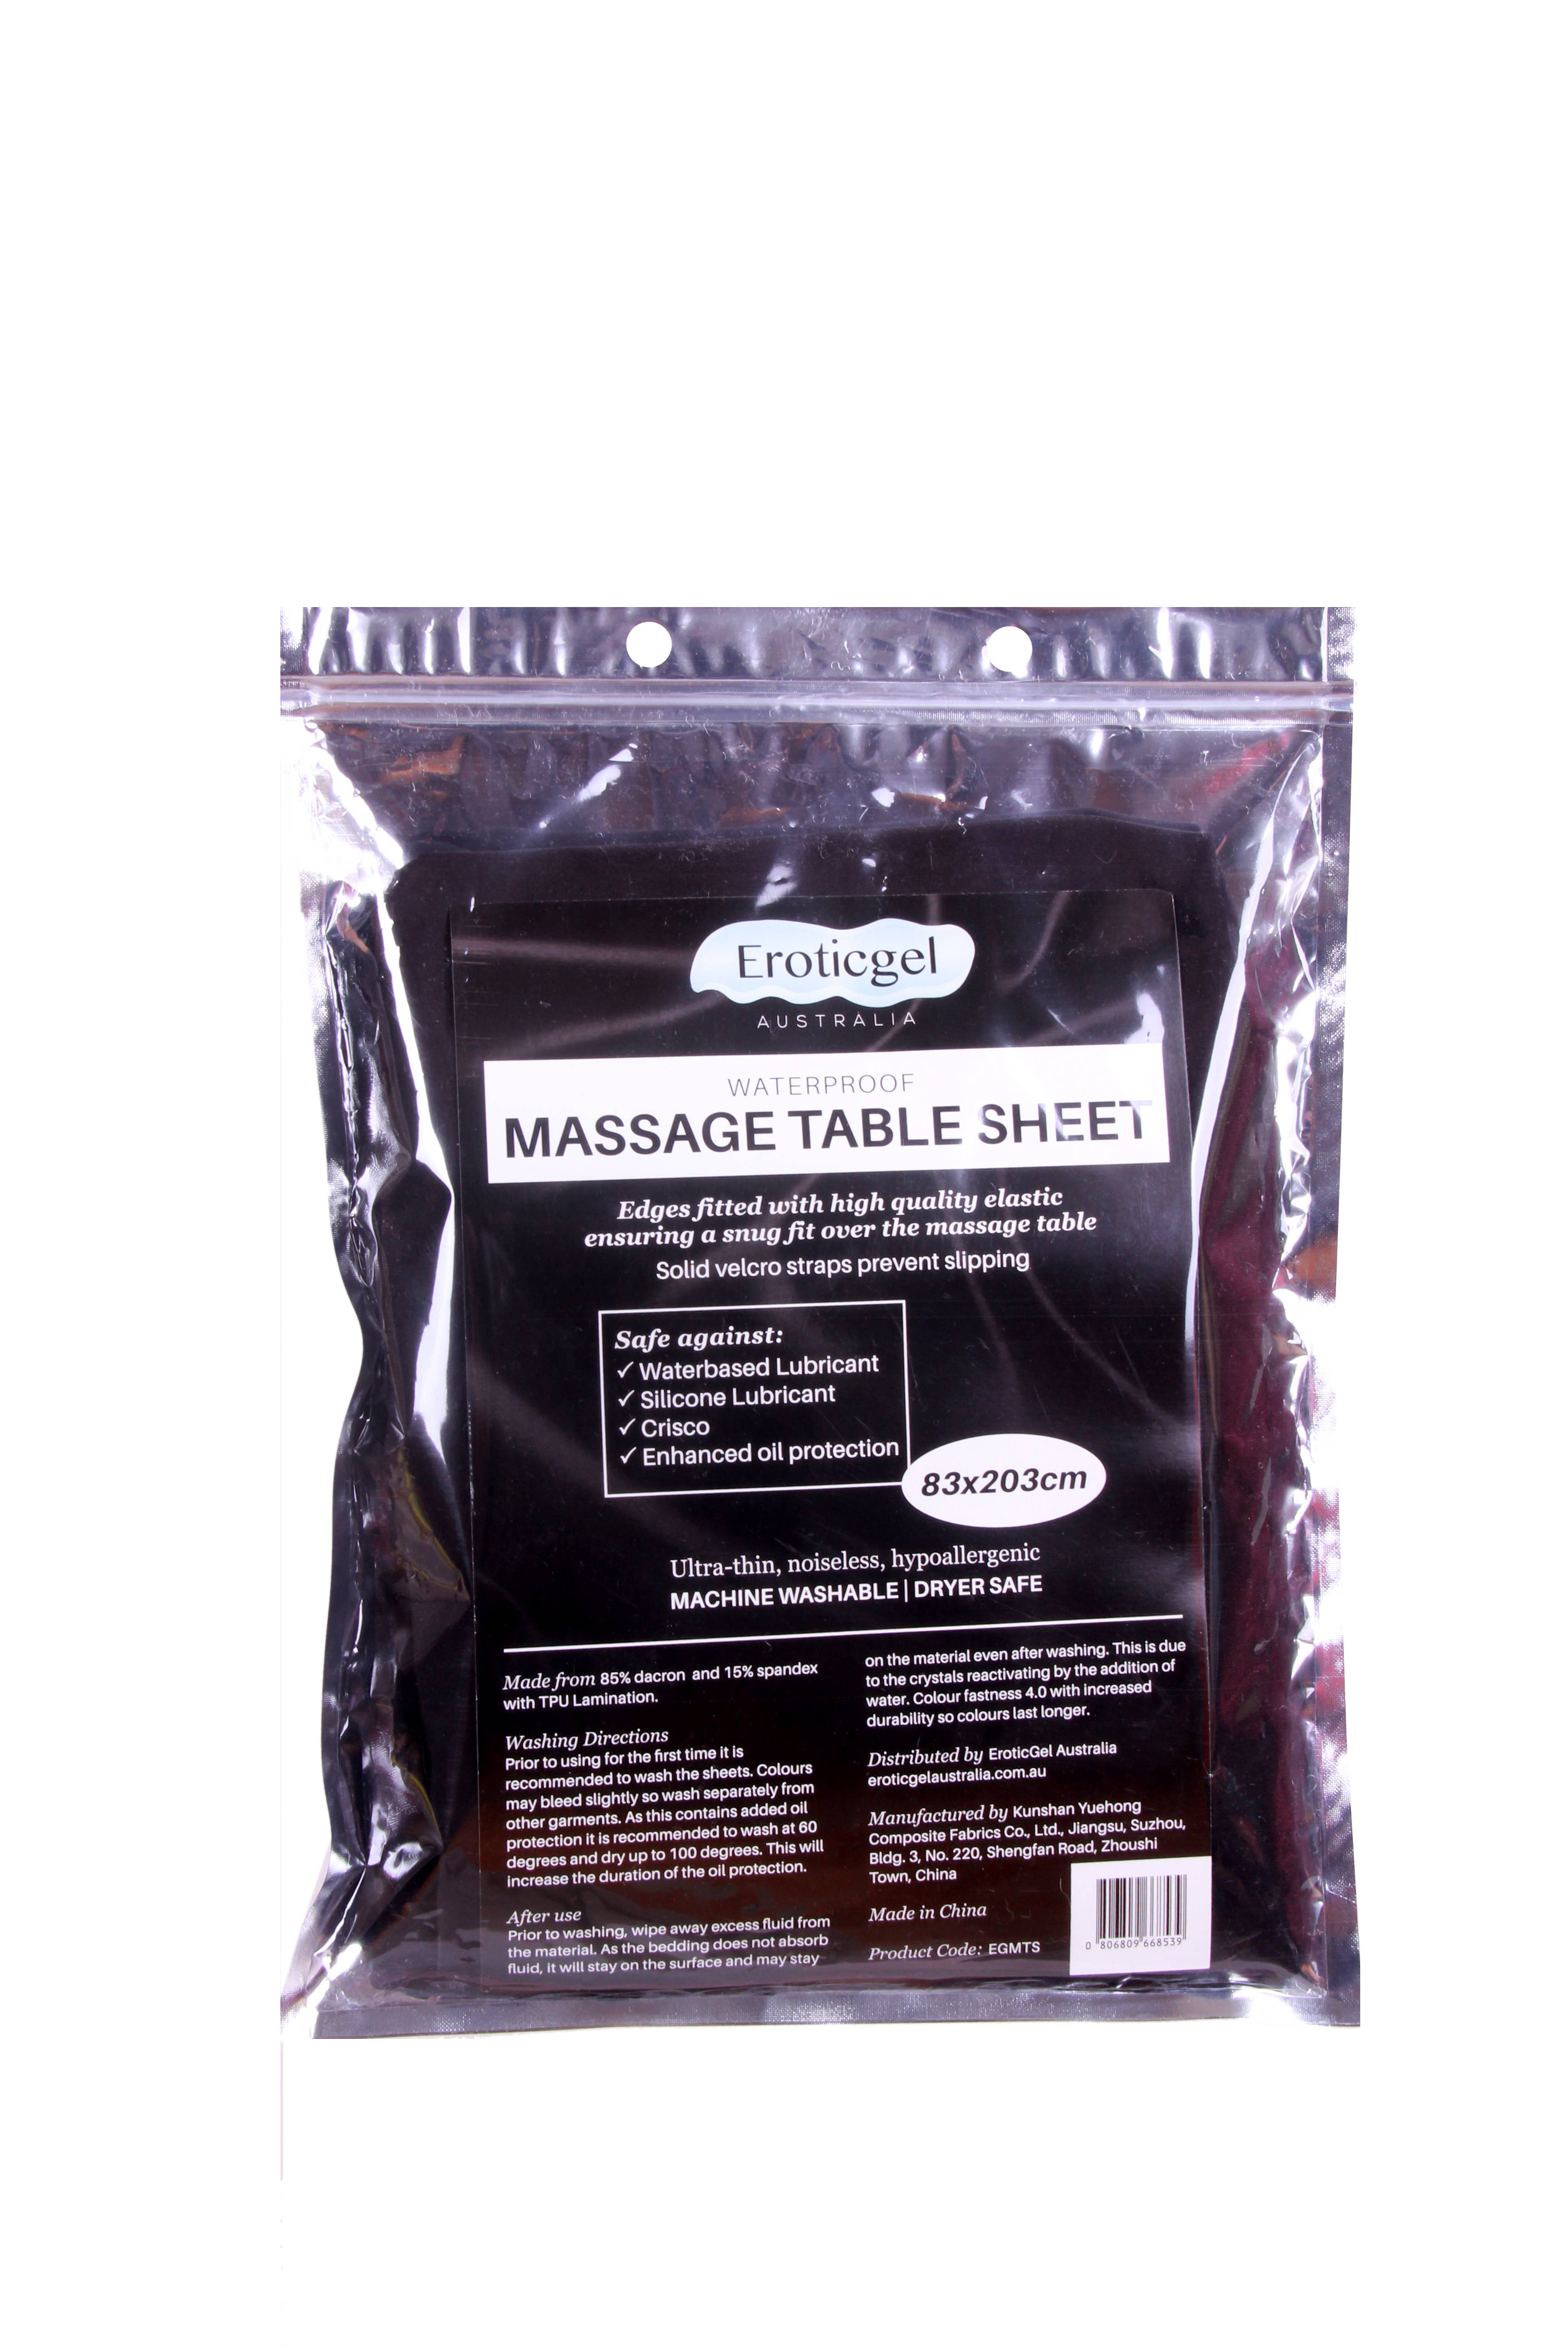 Eroticgel
AUSTRALIA
WATERPROOF
MASSAGE TABLE SHEET
Edges fitted with high quality elastic
ensuring a snug fit over the massage table
Solid velcro straps prevent slipping
Safe against:
✓ Waterbased Lubricant
✓ Silicone Lubricant
✓ Crisco
✓ Enhanced oil protection
83x203cm
Ultra-thin, noiseless, hypoallergenic
MACHINE WASHABLE | DRYER SAFE
Made from 85% dacron and 15% spandex
with TPU Lamination.
Washing Directions
Prior to using for the first time it is
recommended to wash the sheets. Colours
may bleed slightly so wash separately from
other garments. As this contains added oil
protection it is recommended to wash at 60
degrees and dry up to 100 degrees. This will
increase the duration of the oil protection.
After use
Prior to washing, wipe away excess fluid from
the material. As the bedding does not absorb
fluid, it will stay on the surface and may stay
on the material even after washing. This is due
to the crystals reactivating by the addition of
water. Colour fastness 4.0 with increased
durability so colours last longer.
Distributed by EroticGel Australia
eroticgelaustralia.com.au
Manufactured by Kunshan Yuehong
Composite Fabrics Co., Ltd., Jiangsu, Suzhou,
Bldg. 3, No. 220, Shengfan Road, Zhoushi
Town, China
Made in China
Product Code: EGMTS
0 806809 668539